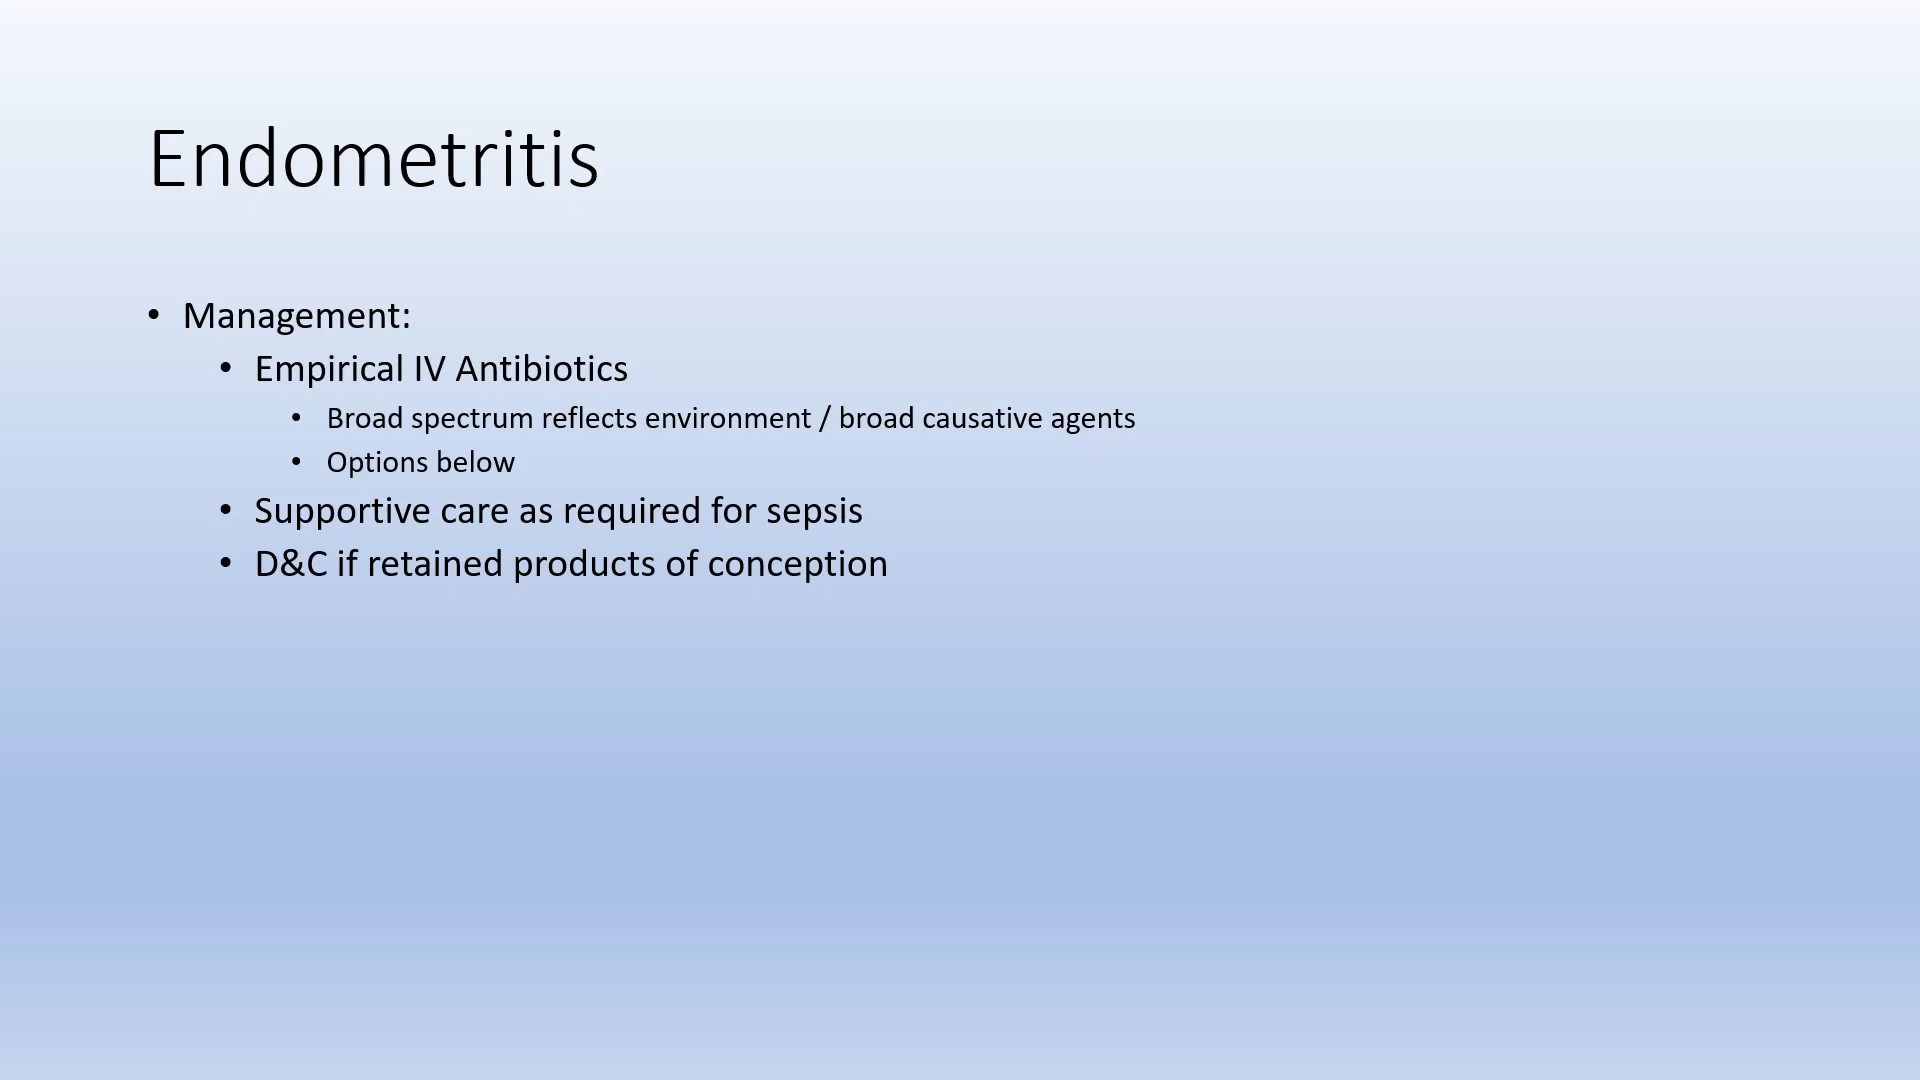 Endometritis
• Management:
• Empirical IV Antibiotics
• Broad spectrum reflects environment / broad causative agents
• Options below
• Supportive care as required for sepsis
• D&C if retained products of conception